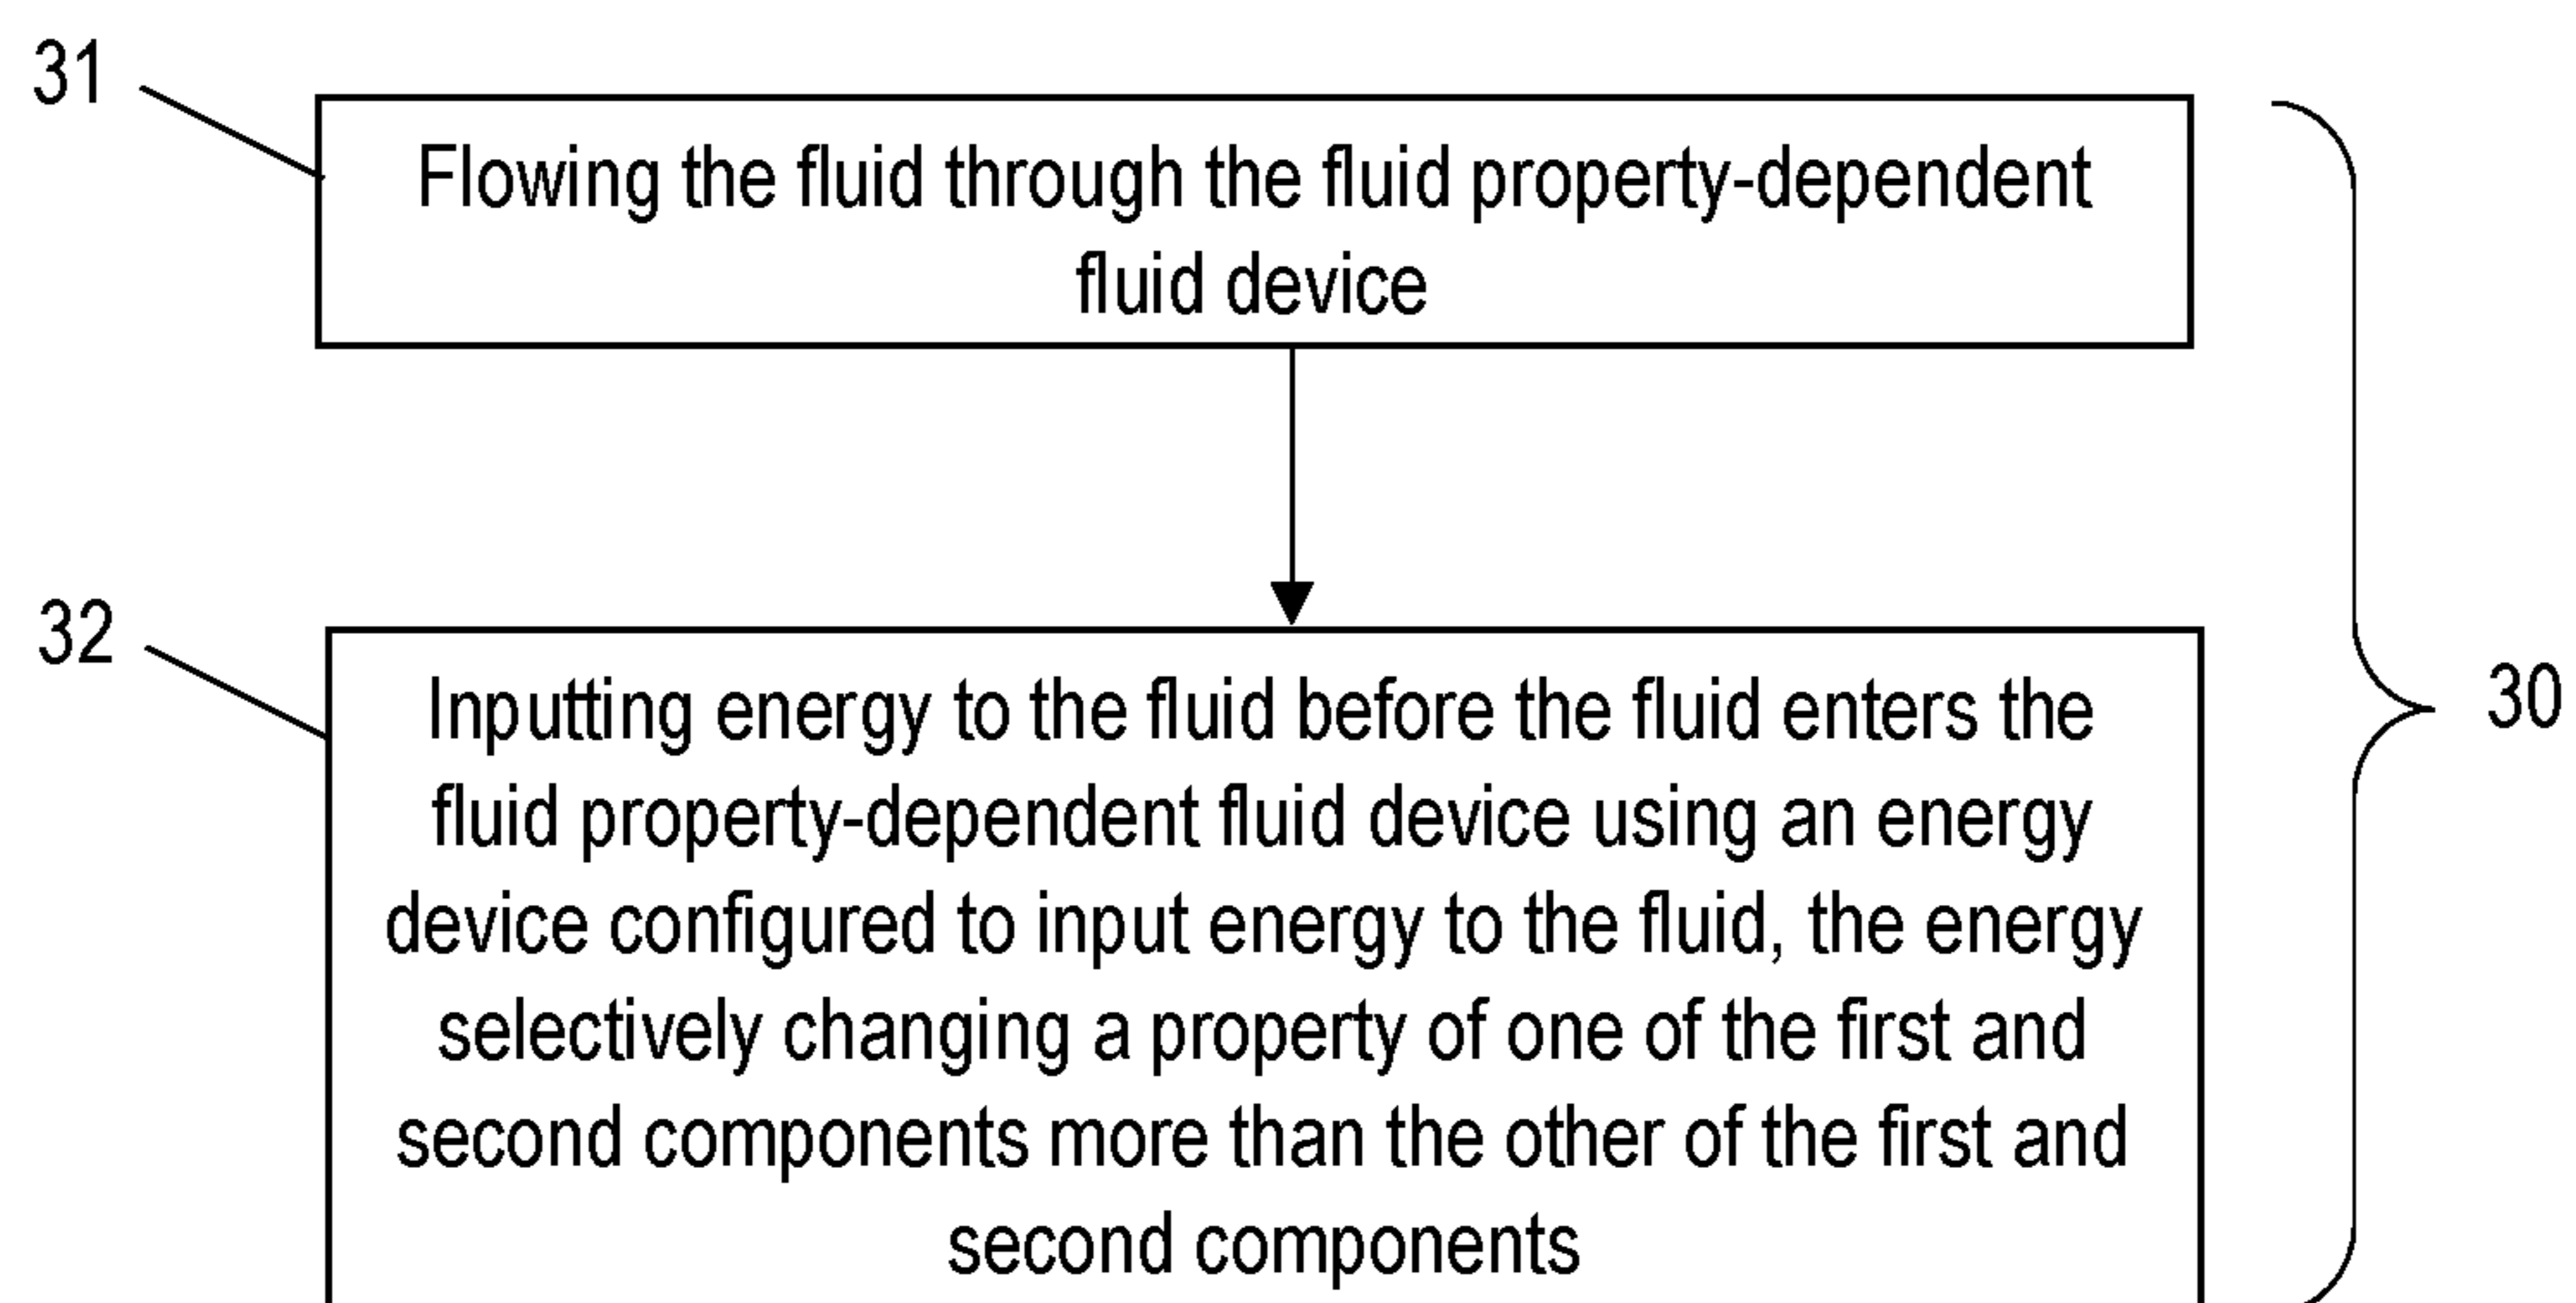 31
Flowing the fluid through the fluid property-dependent
fluid device
32
Inputting energy to the fluid before the fluid enters the
fluid property-dependent fluid device using an energy
device configured to input energy to the fluid, the energy
selectively changing a property of one of the first and
second components more than the other of the first and
second components
30